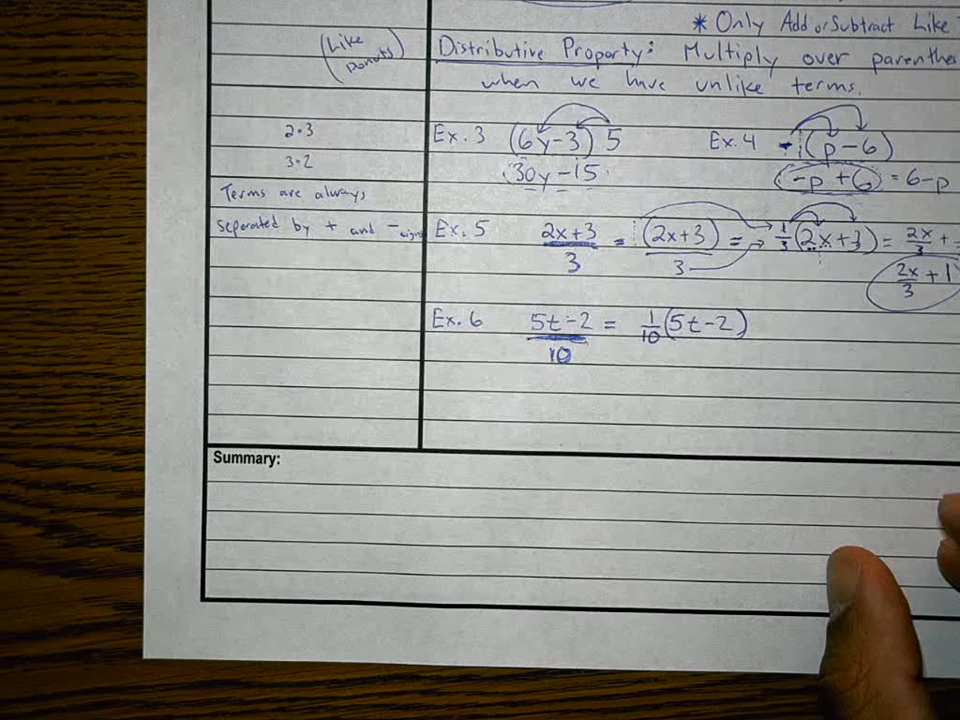 * Only Add or Subtract Like
(Like Donuts)
Distributive Property: Multiply over parenthes
when we have unlike terms.
2·3
3·2
Terms are always
separated by + and - signs
Ex. 3 (6y-3) 5
30y-15
Ex. 4 -1(p-6)
-p+6 = 6-p
Ex. 5 2x+3/3 = (2x+3)/3 = 1/3(2x+3) = 2x/3 +
2x/3 + 1
Ex. 6 5t-2/10 = 1/10(5t-2)
Summary: